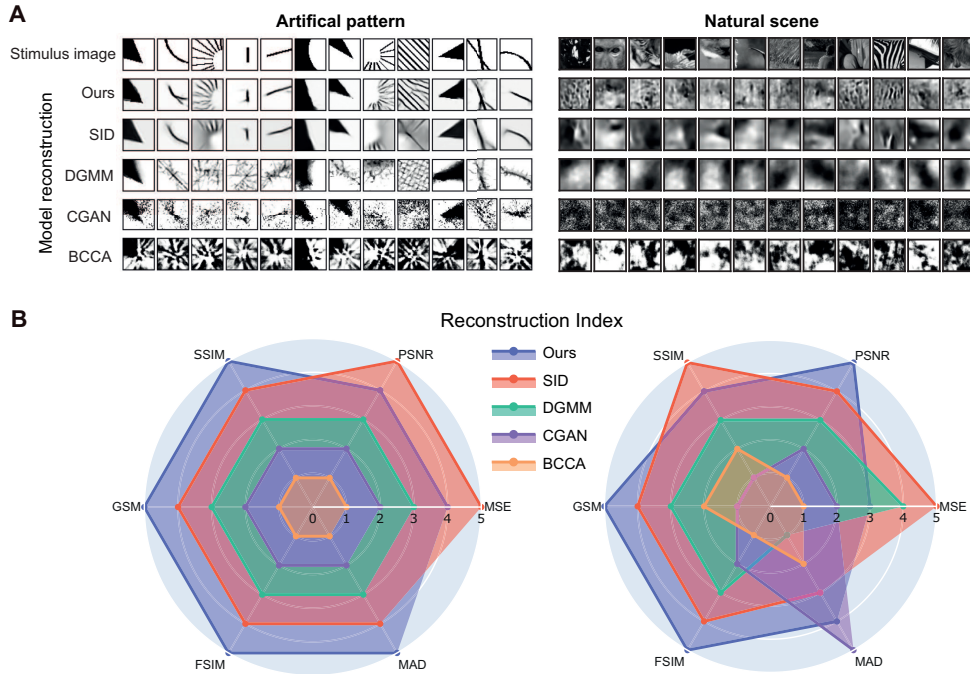 A
Artifical pattern
Natural scene
Stimulus image
Model reconstruction
Ours
SID
DGMM
CGAN
BCCA
B
Reconstruction Index
SSIM
PSNR
GSM
MSE
FSIM
MAD
0 1 2 3 4 5
Ours
SID
DGMM
CGAN
BCCA
SSIM
PSNR
GSM
MSE
FSIM
MAD
0 1 2 3 4 5